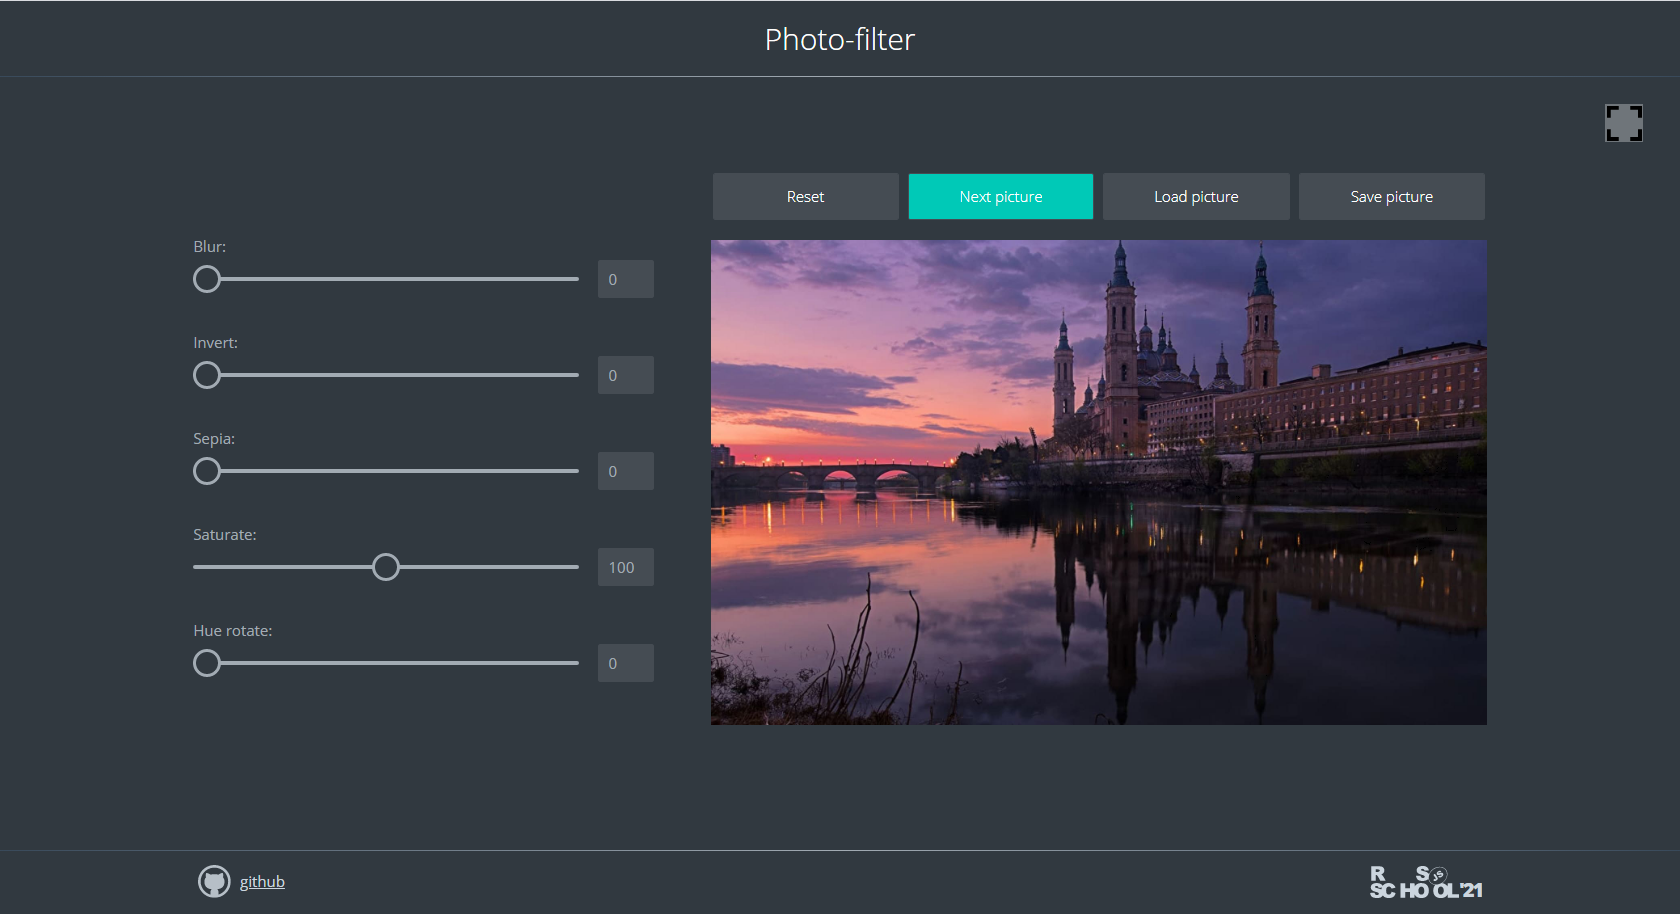 Photo-filter
Reset
Next picture
Load picture
Save picture
Blur:
0
Invert:
0
Sepia:
0
Saturate:
100
Hue rotate:
0
github
R S JS
SCHOOL'21